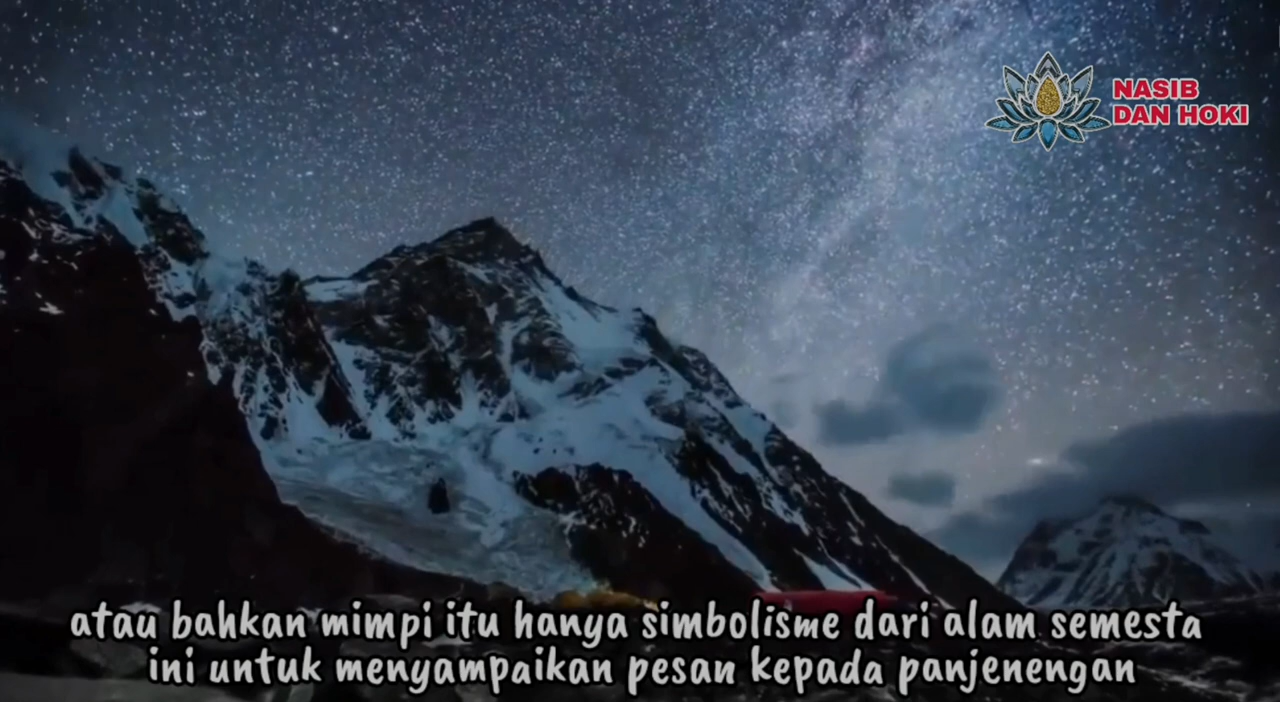 NASIB
DAN HOKI
atau bahkan mimpi itu hanya simbolisme dari alam semesta
ini untuk menyampaikan pesan kepada panjenengan